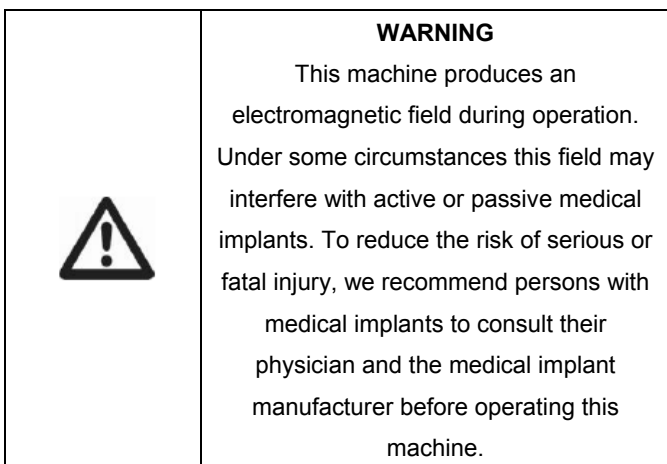 WARNING
This machine produces an
electromagnetic field during operation.
Under some circumstances this field may
interfere with active or passive medical
implants. To reduce the risk of serious or
fatal injury, we recommend persons with
medical implants to consult their
physician and the medical implant
manufacturer before operating this
machine.